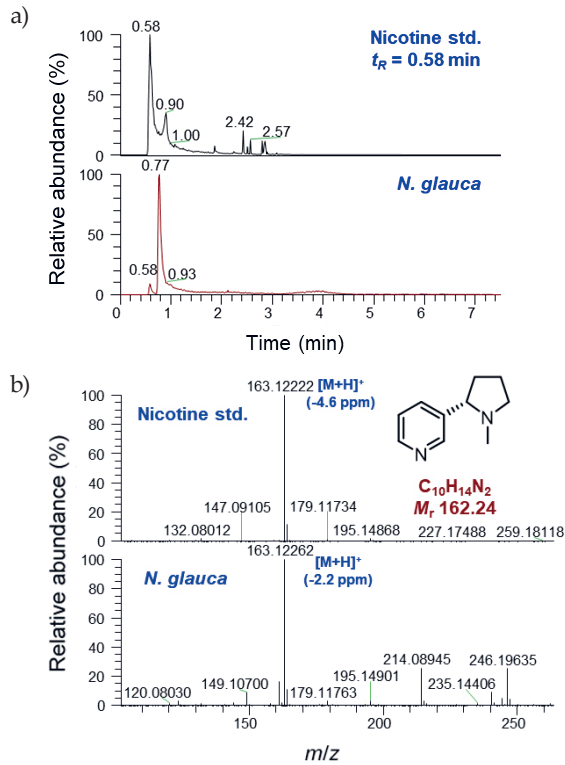 a)
0.58
Nicotine std.
tR = 0.58 min
100
50
0
0.90
1.00
2.42
2.57
Relative abundance (%)
0.77
N. glauca
100
50
0
0.58
0.93
Relative abundance (%)
0 1 2 3 4 5 6 7
Time (min)
b)
163.12222 [M+H]+
(-4.6 ppm)
Nicotine std.
100
80
60
40
20
0
N
N
C10H14N2
Mr 162.24
147.09105 179.11734
132.08012 195.14868 227.17488 259.18118
Relative abundance (%)
163.12262 [M+H]+
(-2.2 ppm)
N. glauca
100
80
60
40
20
0
214.08945 246.19635
149.10700 195.14901 235.14406
120.08030 179.11763
Relative abundance (%)
150 200 250
m/z